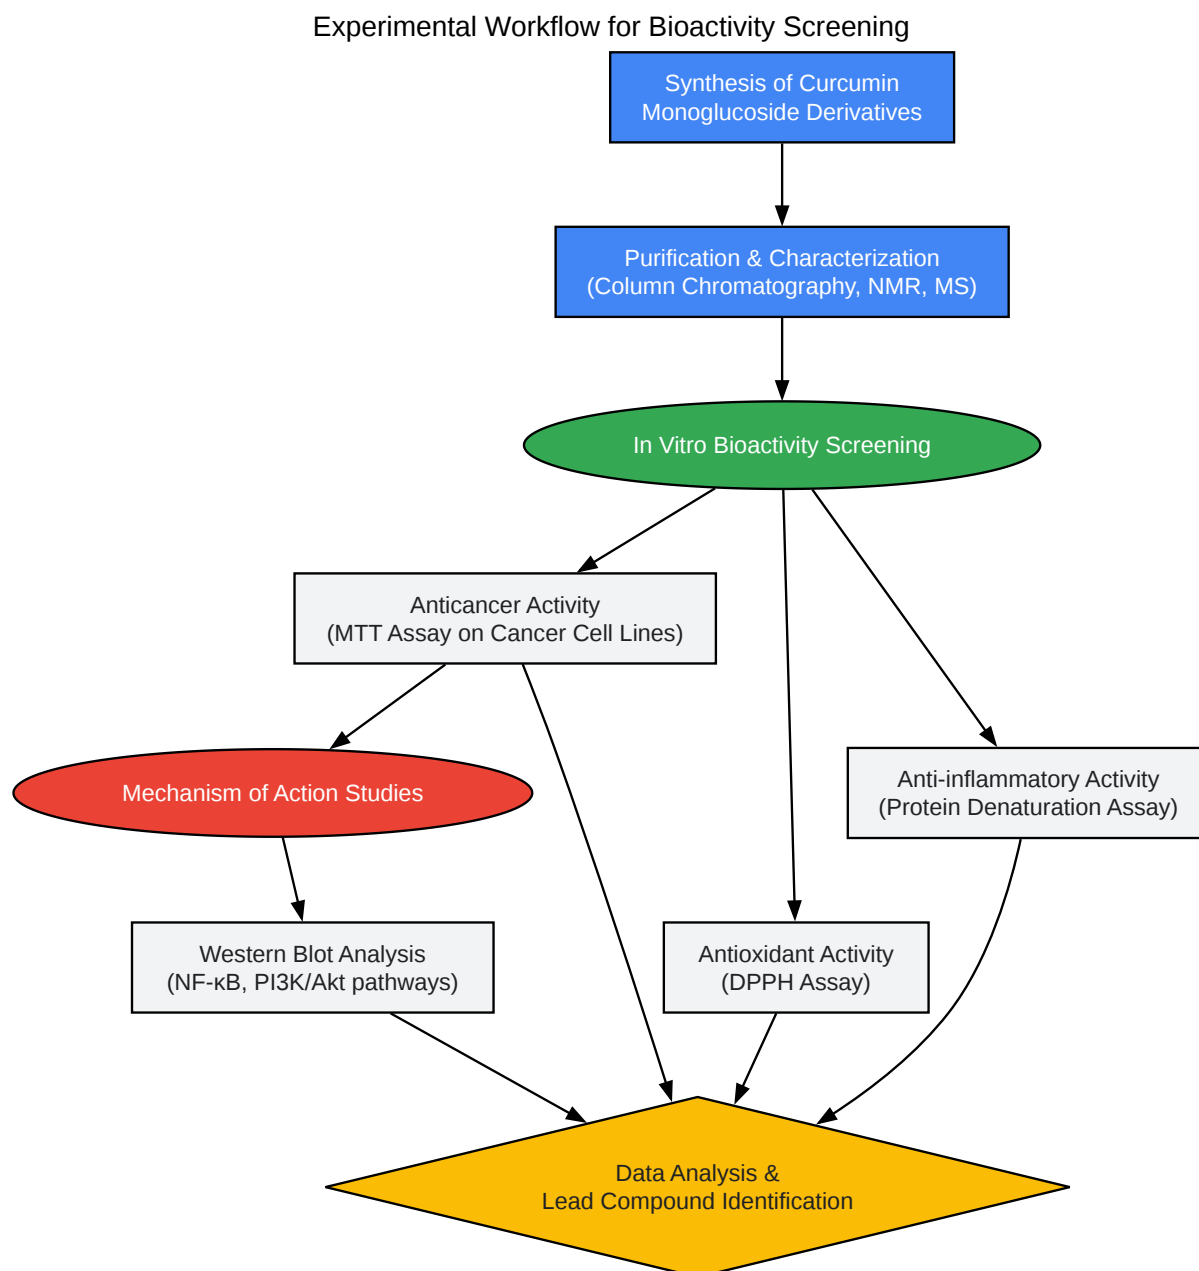 Experimental Workflow for Bioactivity Screening
Synthesis of Curcumin
Monoglucoside Derivatives
Purification & Characterization
(Column Chromatography, NMR, MS)
In Vitro Bioactivity Screening
Anticancer Activity
(MTT Assay on Cancer Cell Lines)
Mechanism of Action Studies
Anti-inflammatory Activity
(Protein Denaturation Assay)
Western Blot Analysis
(NF-κB, PI3K/Akt pathways)
Antioxidant Activity
(DPPH Assay)
Data Analysis &
Lead Compound Identification